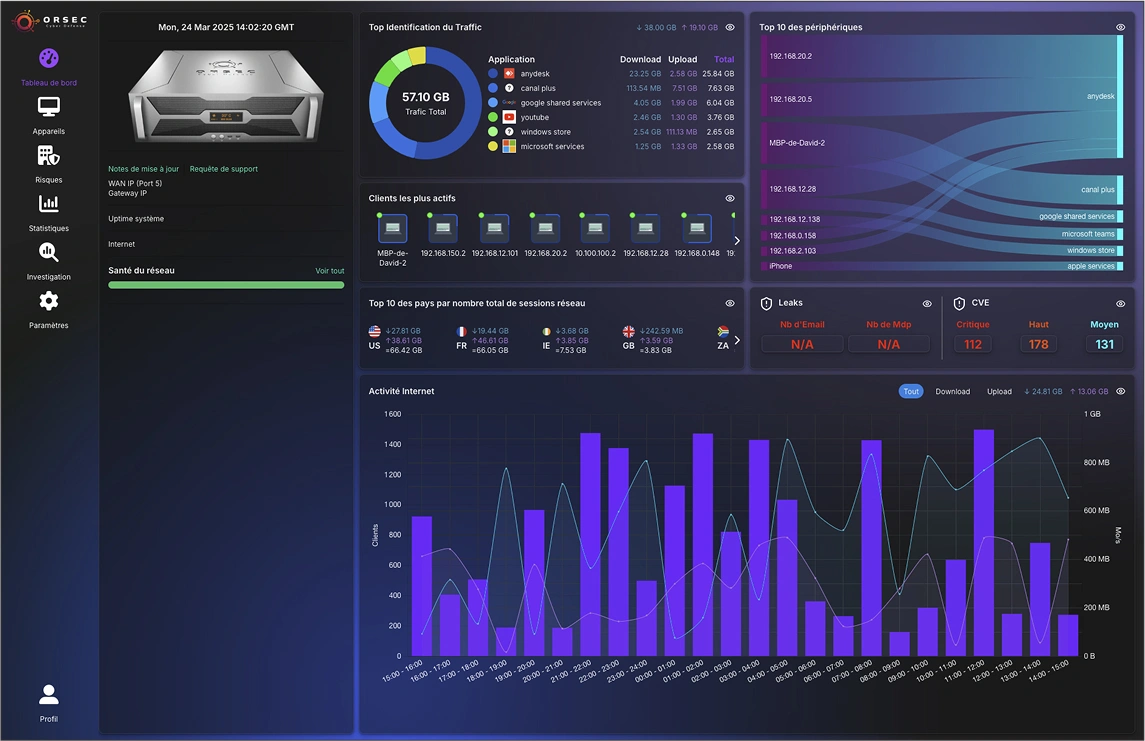 ORSEC
Cyber Defense
Tableau de bord
Appareils
Risques
Statistiques
Investigation
Paramètres
Profil
Mon, 24 Mar 2025 14:02:20 GMT
ORSEC
Notes de mise à jour Requête de support
WAN IP (Port 5)
Gateway IP
Uptime système
Internet
Santé du réseau Voir tout
Top Identification du Traffic ↓ 38.00 GB ↑ 19.10 GB
57.10 GB
Trafic Total
Application Download Upload Total
anydesk 23.25 GB 2.58 GB 25.84 GB
canal plus 113.54 MB 7.51 GB 7.63 GB
google shared services 4.05 GB 1.99 GB 6.04 GB
youtube 2.46 GB 1.30 GB 3.76 GB
windows store 2.54 GB 111.13 MB 2.65 GB
microsoft services 1.25 GB 1.33 GB 2.58 GB
Clients les plus actifs
MBP-de-David-2 192.168.150.2 192.168.12.101 192.168.20.2 10.100.100.2 192.168.12.28 192.168.0.148 19:
Top 10 des pays par nombre total de sessions réseau
US ↓27.81 GB ↑38.61 GB =66.42 GB
FR ↓19.44 GB ↑46.61 GB =66.05 GB
IE ↓3.68 GB ↑3.85 GB =7.53 GB
GB ↓242.59 MB ↑3.59 GB =3.83 GB
ZA
Top 10 des périphériques
192.168.20.2
192.168.20.5
MBP-de-David-2
192.168.12.28
192.168.12.138
192.168.0.158
192.168.2.103
iPhone
anydesk
canal plus
google shared services
microsoft teams
windows store
apple services
Leaks
Nb d'Email Nb de Mdp
N/A N/A
CVE
Critique Haut Moyen
112 178 131
Activité Internet Tout Download Upload ↓ 24.81 GB ↑ 13.06 GB
1 600
1 400
1 200
1 000
800
600
400
200
0
Clients
1 GB
800 MB
600 MB
400 MB
200 MB
0 B
Mois
15:00 - 16:00
16:00 - 17:00
17:00 - 18:00
18:00 - 19:00
19:00 - 20:00
20:00 - 21:00
21:00 - 22:00
22:00 - 23:00
23:00 - 24:00
00:00 - 01:00
01:00 - 02:00
02:00 - 03:00
03:00 - 04:00
04:00 - 05:00
05:00 - 06:00
06:00 - 07:00
07:00 - 08:00
08:00 - 09:00
09:00 - 10:00
10:00 - 11:00
11:00 - 12:00
12:00 - 13:00
13:00 - 14:00
14:00 - 15:00